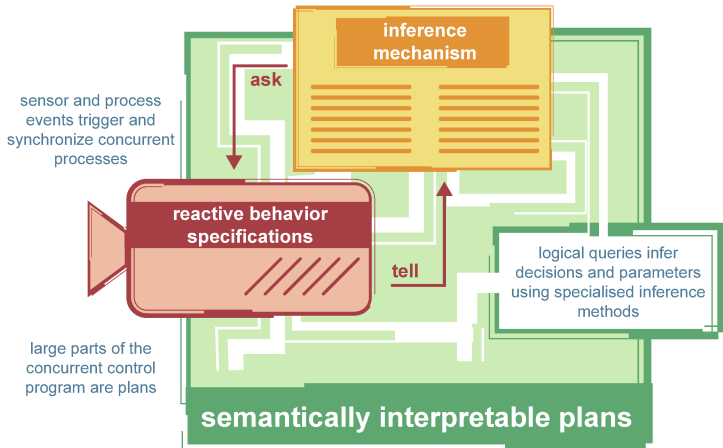 inference
mechanism
ask
sensor and process
events trigger and
synchronize concurrent
processes
reactive behavior
specifications
tell
logical queries infer
decisions and parameters
using specialised inference
methods
large parts of the
concurrent control
program are plans
semantically interpretable plans